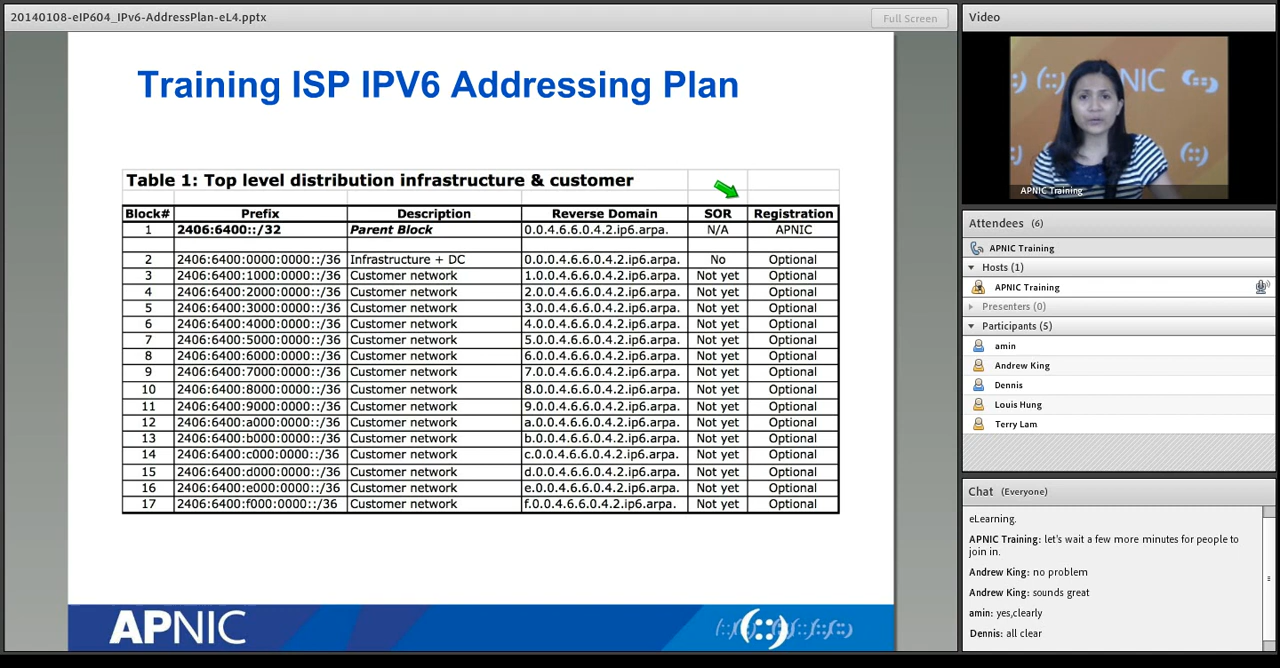 20140108-eIP604_IPv6-AddressPlan-eL4.pptx
Full Screen
Training ISP IPV6 Addressing Plan
Table 1: Top level distribution infrastructure & customer
Block# Prefix Description Reverse Domain SOR Registration
1 2406:6400::/32 Parent Block 0.0.4.6.6.0.4.2.ip6.arpa. N/A APNIC
2 2406:6400:0000:0000::/36 Infrastructure + DC 0.0.0.4.6.6.0.4.2.ip6.arpa. No Optional
3 2406:6400:1000:0000::/36 Customer network 1.0.0.4.6.6.0.4.2.ip6.arpa. Not yet Optional
4 2406:6400:2000:0000::/36 Customer network 2.0.0.4.6.6.0.4.2.ip6.arpa. Not yet Optional
5 2406:6400:3000:0000::/36 Customer network 3.0.0.4.6.6.0.4.2.ip6.arpa. Not yet Optional
6 2406:6400:4000:0000::/36 Customer network 4.0.0.4.6.6.0.4.2.ip6.arpa. Not yet Optional
7 2406:6400:5000:0000::/36 Customer network 5.0.0.4.6.6.0.4.2.ip6.arpa. Not yet Optional
8 2406:6400:6000:0000::/36 Customer network 6.0.0.4.6.6.0.4.2.ip6.arpa. Not yet Optional
9 2406:6400:7000:0000::/36 Customer network 7.0.0.4.6.6.0.4.2.ip6.arpa. Not yet Optional
10 2406:6400:8000:0000::/36 Customer network 8.0.0.4.6.6.0.4.2.ip6.arpa. Not yet Optional
11 2406:6400:9000:0000::/36 Customer network 9.0.0.4.6.6.0.4.2.ip6.arpa. Not yet Optional
12 2406:6400:a000:0000::/36 Customer network a.0.0.4.6.6.0.4.2.ip6.arpa. Not yet Optional
13 2406:6400:b000:0000::/36 Customer network b.0.0.4.6.6.0.4.2.ip6.arpa. Not yet Optional
14 2406:6400:c000:0000::/36 Customer network c.0.0.4.6.6.0.4.2.ip6.arpa. Not yet Optional
15 2406:6400:d000:0000::/36 Customer network d.0.0.4.6.6.0.4.2.ip6.arpa. Not yet Optional
16 2406:6400:e000:0000::/36 Customer network e.0.0.4.6.6.0.4.2.ip6.arpa. Not yet Optional
17 2406:6400:f000:0000::/36 Customer network f.0.0.4.6.6.0.4.2.ip6.arpa. Not yet Optional
APNIC
Video
APNIC Training
Attendees (6)
APNIC Training
Hosts (1)
APNIC Training
Presenters (0)
Participants (5)
amin
Andrew King
Dennis
Louis Hung
Terry Lam
Chat (Everyone)
eLearning.
APNIC Training: let's wait a few more minutes for people to
join in.
Andrew King: no problem
Andrew King: sounds great
amin: yes,clearly
Dennis: all clear